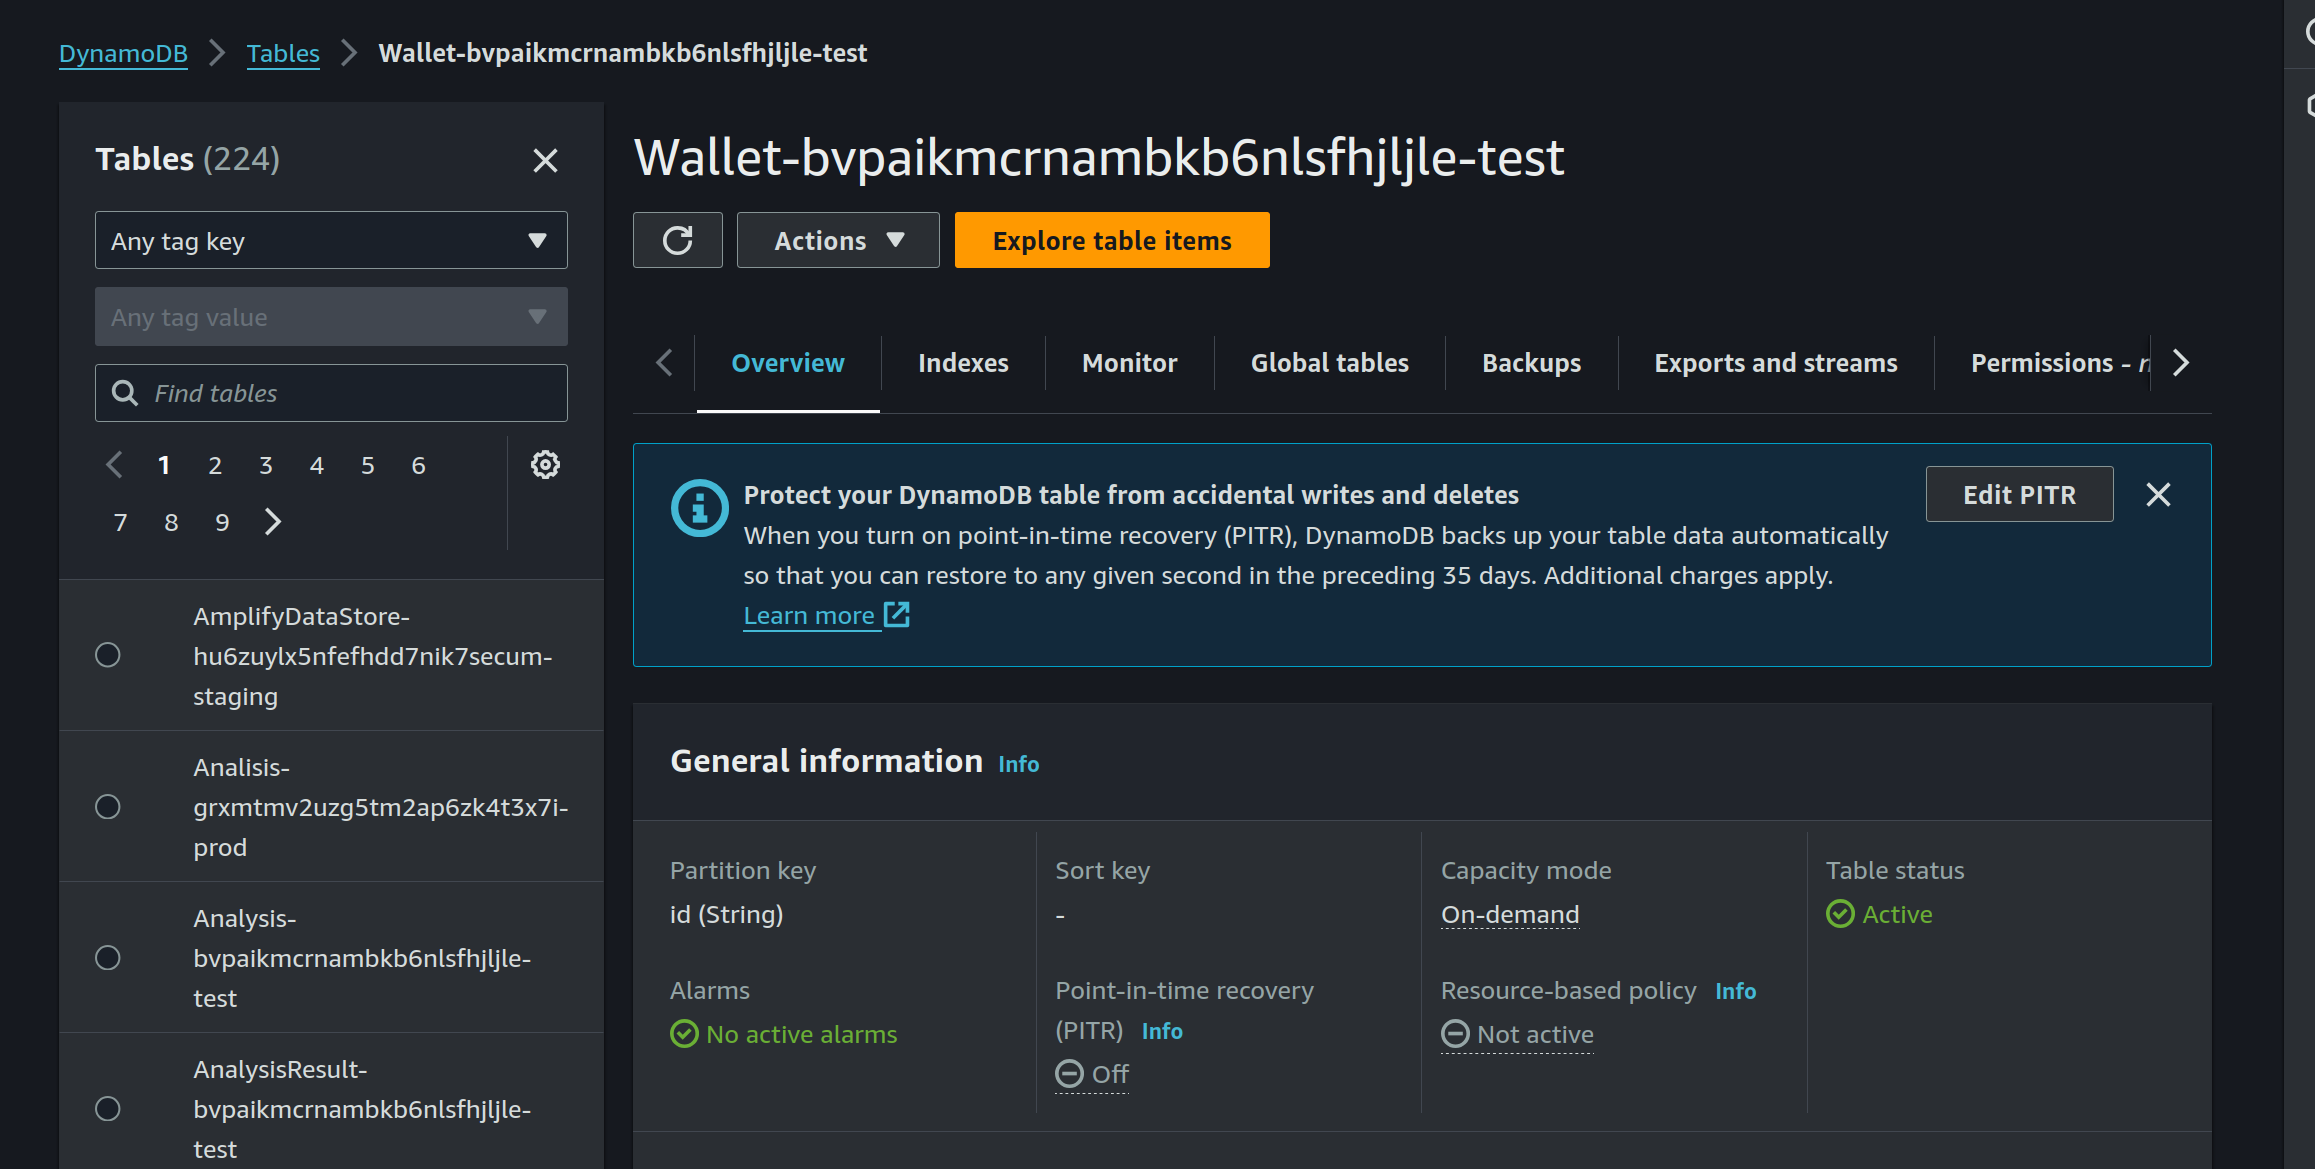 DynamoDB
Tables
Wallet-bvpaikmcrnambkb6nlsfhjljle-test
Tables (224)
Any tag key
Any tag value
Find tables
1 2 3 4 5 6
7 8 9
AmplifyDataStore-
hu6zuylx5nfefhdd7nik7secum-
staging
Analisis-
grxmtmv2uzg5tm2ap6zk4t3x7i-
prod
Analysis-
bvpaikmcrnambkb6nlsfhjljle-
test
AnalysisResult-
bvpaikmcrnambkb6nlsfhjljle-
test
Wallet-bvpaikmcrnambkb6nlsfhjljle-test
Actions
Explore table items
Overview
Indexes
Monitor
Global tables
Backups
Exports and streams
Permissions -
Protect your DynamoDB table from accidental writes and deletes
When you turn on point-in-time recovery (PITR), DynamoDB backs up your table data automatically
so that you can restore to any given second in the preceding 35 days. Additional charges apply.
Learn more
Edit PITR
General information Info
Partition key
id (String)
Sort key
-
Capacity mode
On-demand
Table status
Active
Alarms
No active alarms
Point-in-time recovery
(PITR) Info
Off
Resource-based policy Info
Not active